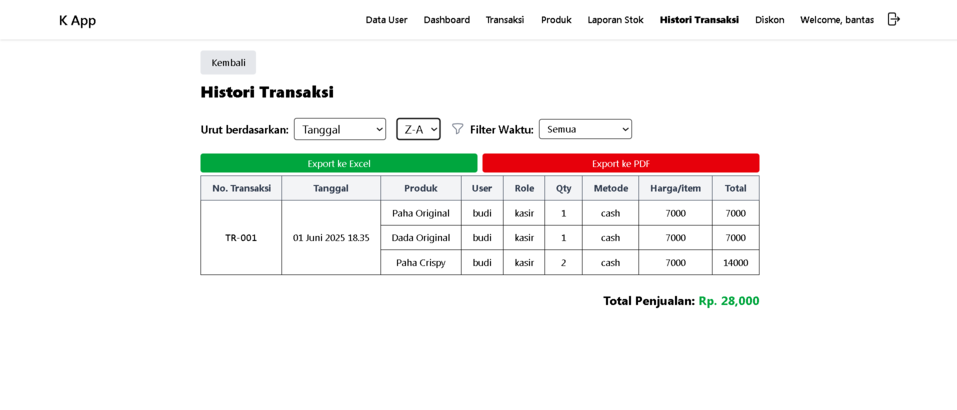 K App Data User Dashboard Transaksi Produk Laporan Stok Histori Transaksi Diskon Welcome, bantas
Kembali
Histori Transaksi
Urut berdasarkan: Tanggal Z-A Filter Waktu: Semua
Export ke Excel Export ke PDF
No. Transaksi Tanggal Produk User Role Qty Metode Harga/item Total
Paha Original budi kasir 1 cash 7000 7000
TR-001 01 Juni 2025 18.35 Dada Original budi kasir 1 cash 7000 7000
Paha Crispy budi kasir 2 cash 7000 14000
Total Penjualan: Rp. 28,000